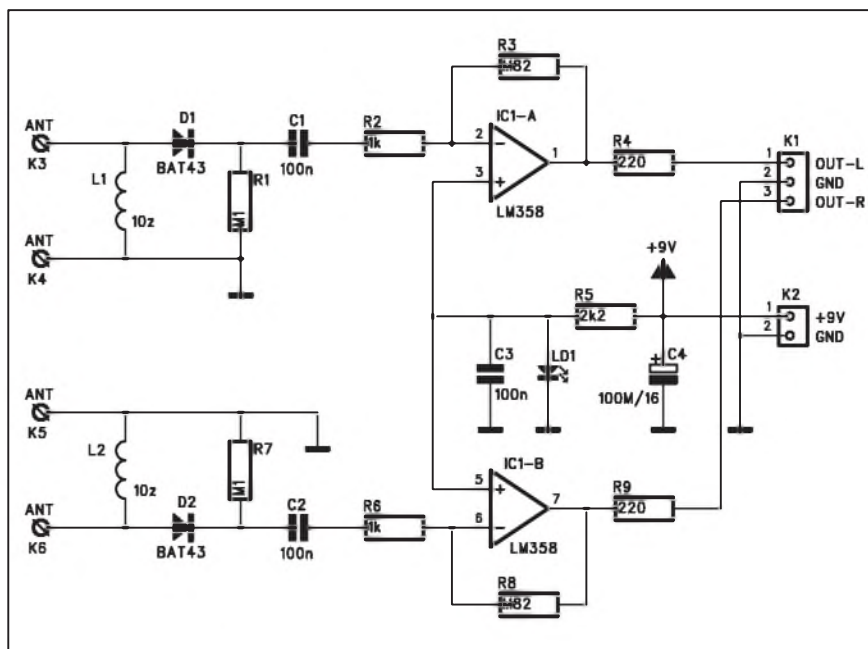 R3
M82
IC1-A
ANT
K3
D1
BAT43
C1
100n
R2
1k
2
3
1
LM358
R4
220
K1
1
2
3
OUT-L
GND
OUT-R
L1
10z
R1
M1
ANT
K4
+9V
R5
2k2
K2
1
2
+9V
GND
C3
100n
LD1
C4
+
100M/16
ANT
K5
L2
10z
R7
M1
ANT
K6
D2
BAT43
C2
100n
R6
1k
IC1-B
5
6
7
LM358
R9
220
R8
M82